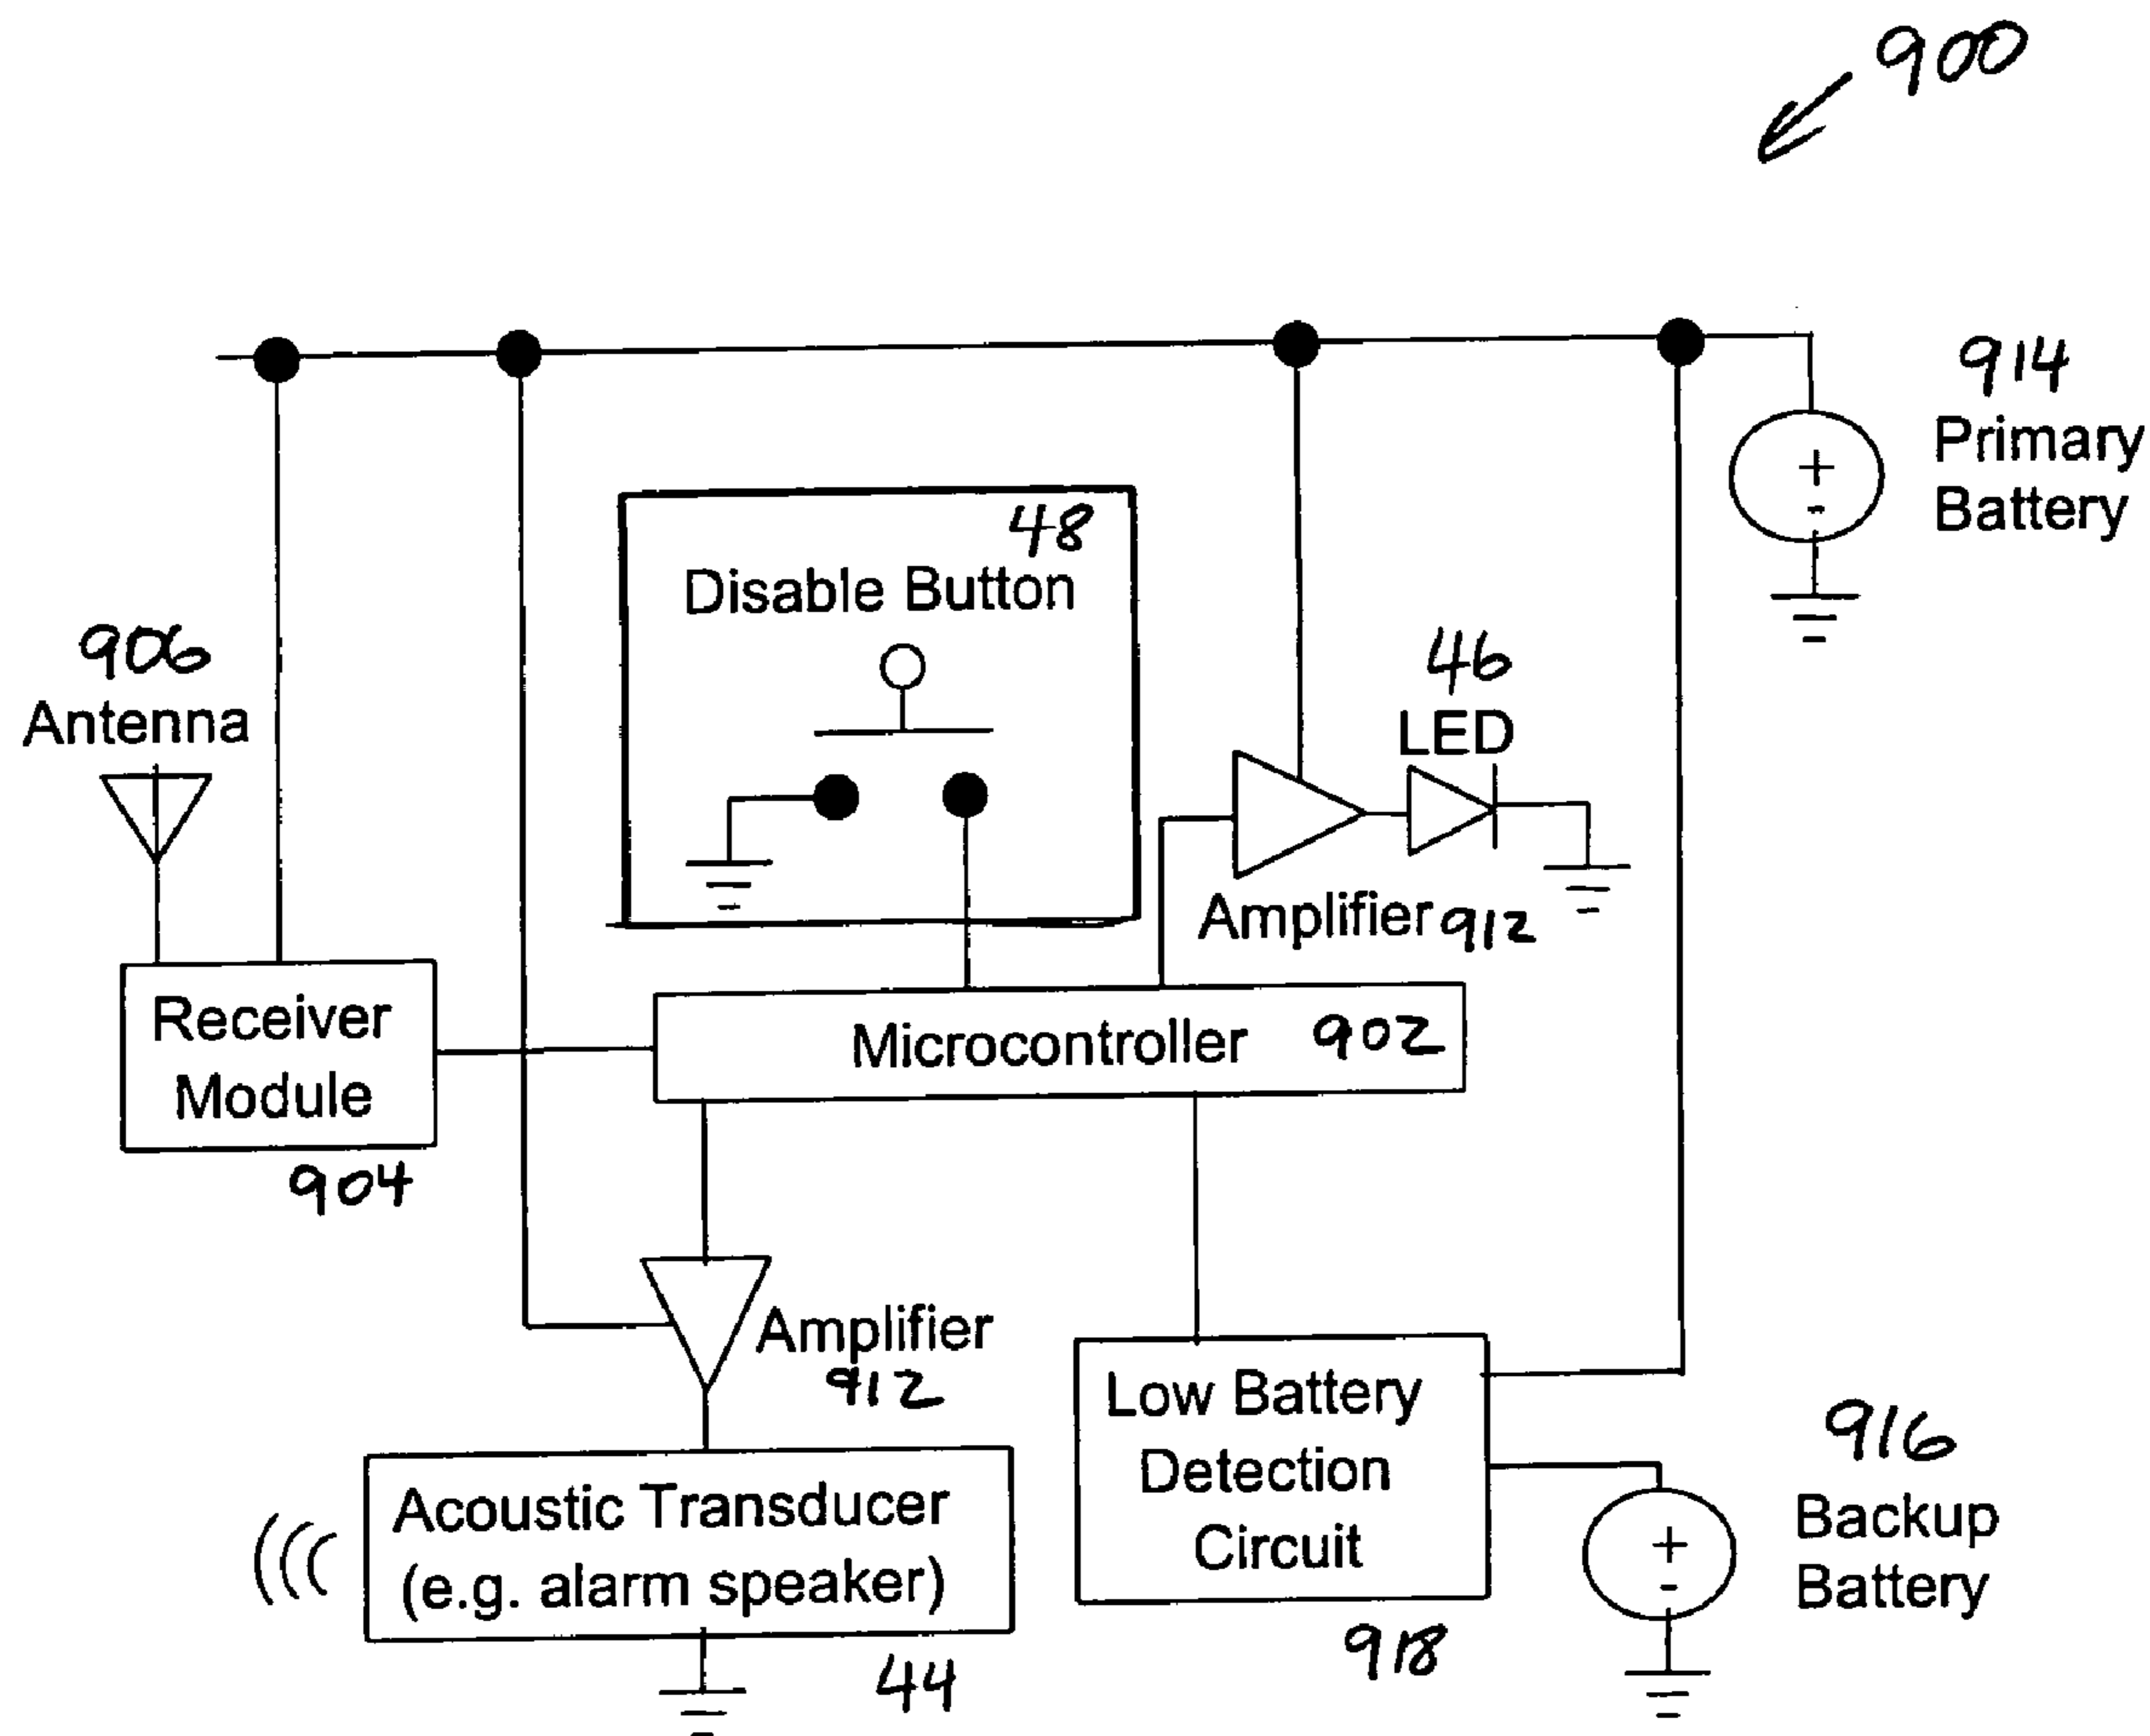 900
914
Primary
Battery
48
Disable Button
906
Antenna
46
LED
Amplifier 912
Receiver
Module
904
Microcontroller 902
Amplifier
912
Low Battery
Detection
Circuit
918
916
Backup
Battery
Acoustic Transducer
(e.g. alarm speaker)
44